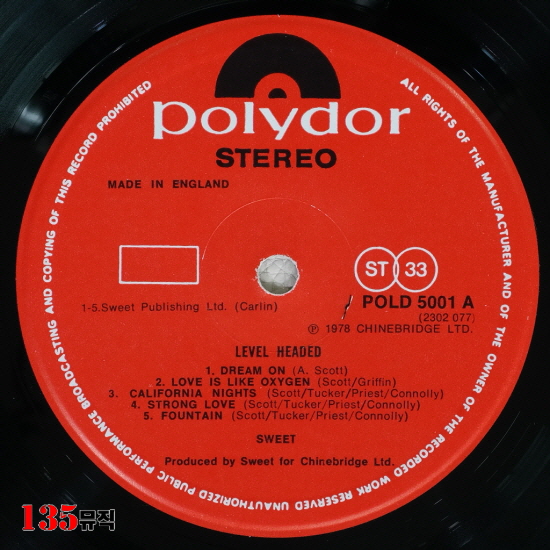 polydor
STEREO
MADE IN ENGLAND
ST 33
1-5.Sweet Publishing Ltd. (Carlin)
POLD 5001 A
(2302 077)
℗ 1978 CHINEBRIDGE LTD.
LEVEL HEADED
1. DREAM ON (A. Scott)
2. LOVE IS LIKE OXYGEN (Scott/Griffin)
3. CALIFORNIA NIGHTS (Scott/Tucker/Priest/Connolly)
4. STRONG LOVE (Scott/Tucker/Priest/Connolly)
5. FOUNTAIN (Scott/Tucker/Priest/Connolly)
SWEET
Produced by Sweet for Chinebridge Ltd.
ALL RIGHTS OF THE MANUFACTURER AND OF THE OWNER OF THE RECORDED WORK RESERVED UNAUTHORIZED PUBLIC PERFORMANCE BROADCASTING AND COPYING OF THIS RECORD PROHIBITED
135뮤직